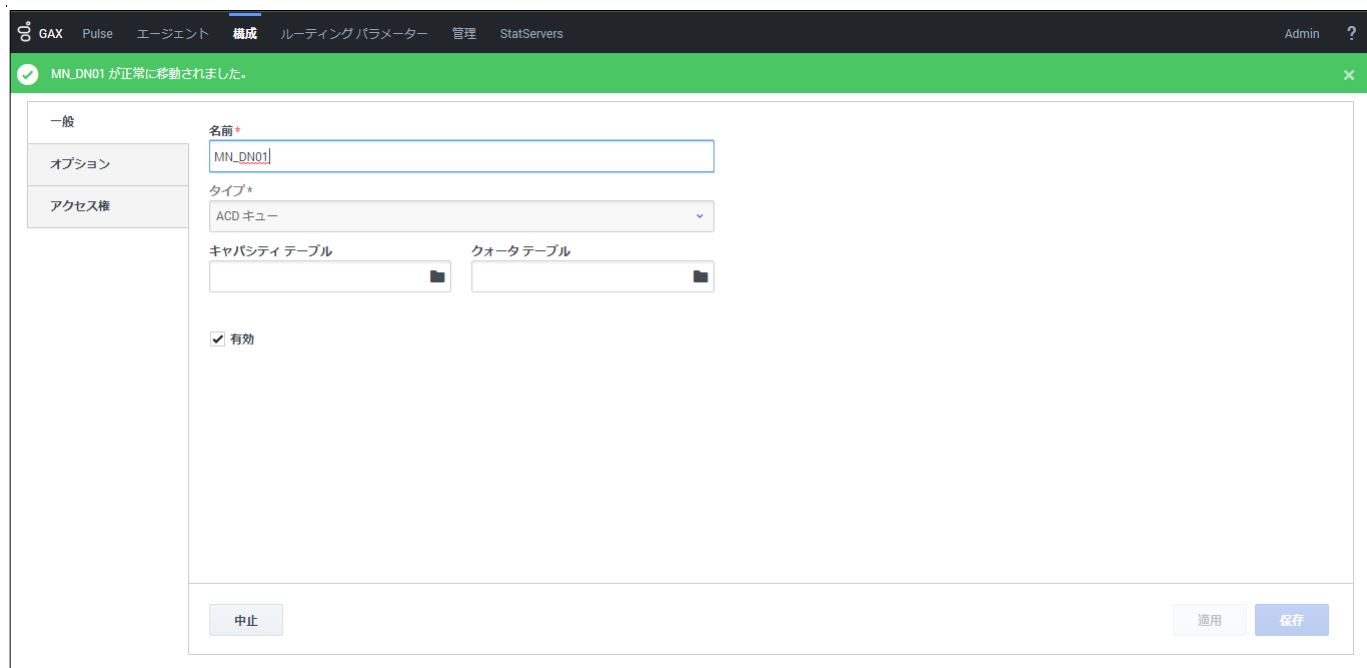 GAX Pulse エージェント 構成 ルーティング パラメーター 管理 StatServers Admin ?
MN_DN01 が正常に移動されました。 ×
一般
オプション
アクセス権
名前*
MN_DN01
タイプ*
ACD キュー
キャパシティ テーブル クォータ テーブル
有効
中止 適用 保存